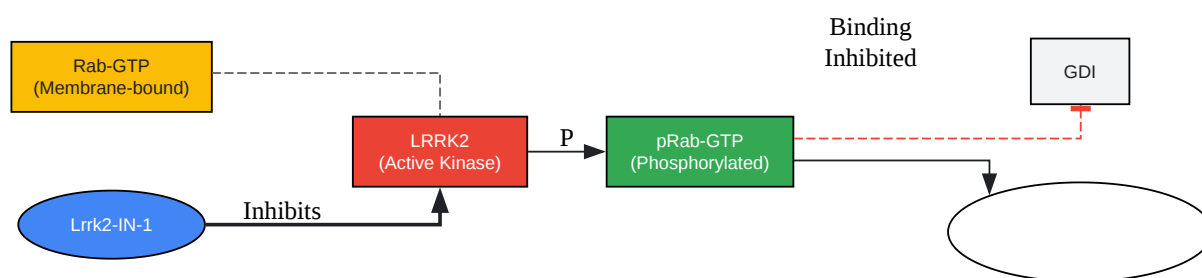 Binding
Inhibited
Rab-GTP
(Membrane-bound)
GDI
LRRK2
(Active Kinase)
P
pRab-GTP
(Phosphorylated)
Lrrk2-IN-1
Inhibits